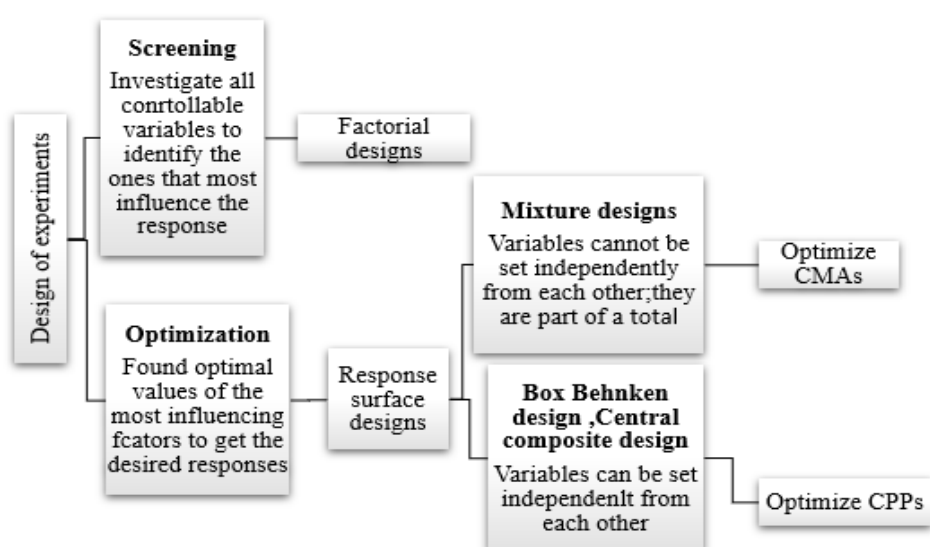 Design of experiments
Screening
Investigate all
conrtollable
variables to
identify the
ones that most
influence the
response
Factorial
designs
Optimization
Found optimal
values of the
most influencing
fcators to get the
desired responses
Response
surface
designs
Mixture designs
Variables cannot be
set independently
from each other;they
are part of a total
Optimize
CMAs
Box Behnken
design ,Central
composite design
Variables can be set
independenlt from
each other
Optimize CPPs